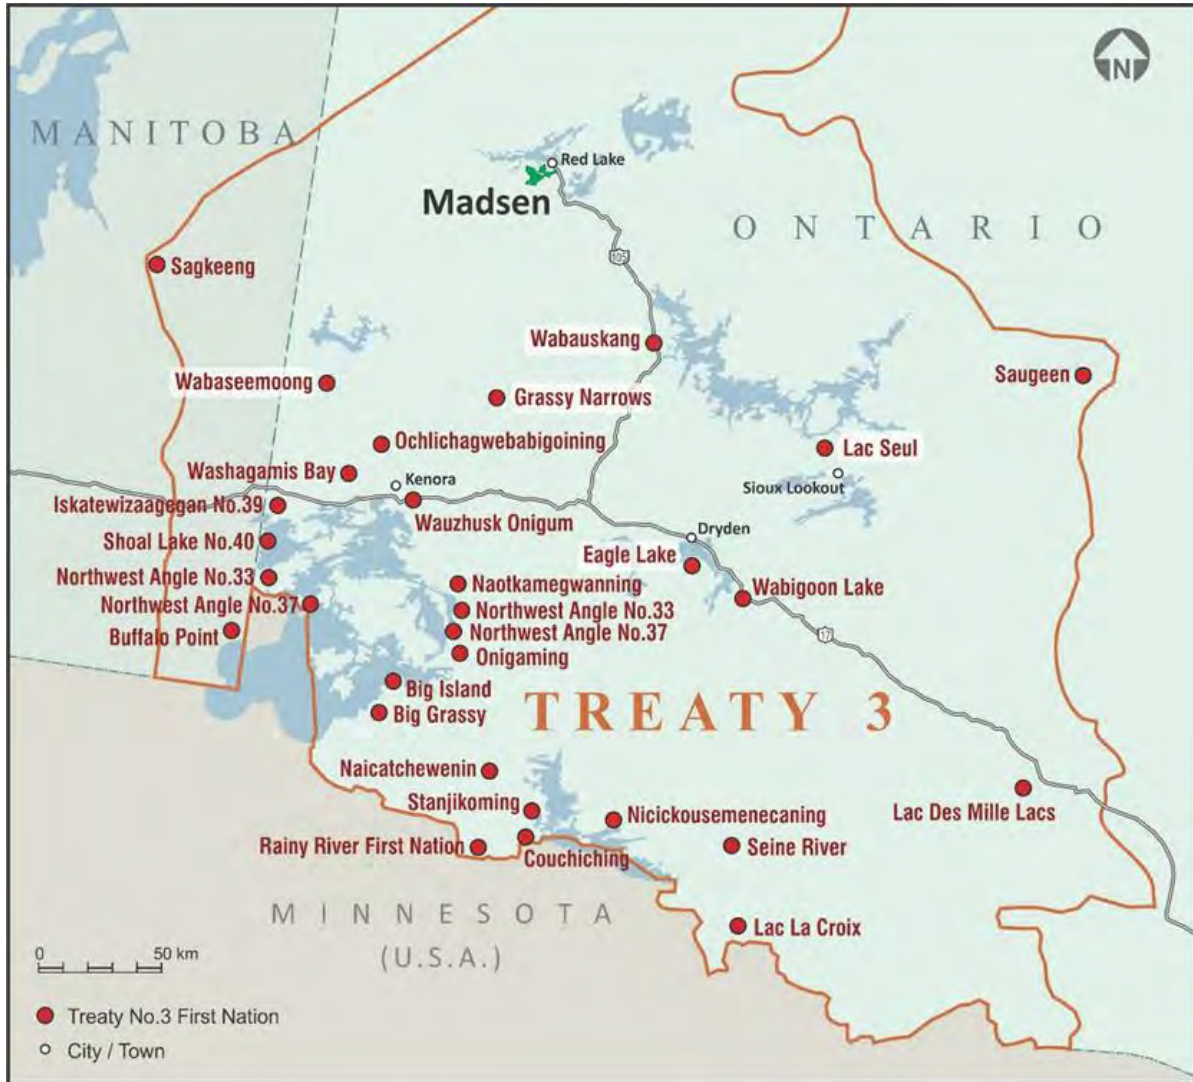 N
MANITOBA
Red Lake
Madsen
ONTARIO
105
Sagkeeng
Wabauskang
Wabaseemoong
Saugeen
Grassy Narrows
Ochlichagwebabigoining
Lac Seul
Washagamis Bay
Kenora
Sioux Lookout
Iskatewizaagegan No.39
Wauzhusk Onigum
Dryden
Shoal Lake No.40
Eagle Lake
Northwest Angle No.33
Naotkamegwanning
Wabigoon Lake
Northwest Angle No.37
Northwest Angle No.33
Buffalo Point
Northwest Angle No.37
17
Onigaming
Big Island
Big Grassy
TREATY 3
Naicatchewenin
Stanjikoming
Nicickousemenecaning
Lac Des Mille Lacs
Rainy River First Nation
Couchiching
Seine River
MINNESOTA
(U.S.A.)
Lac La Croix
0 50 km
Treaty No.3 First Nation
City / Town